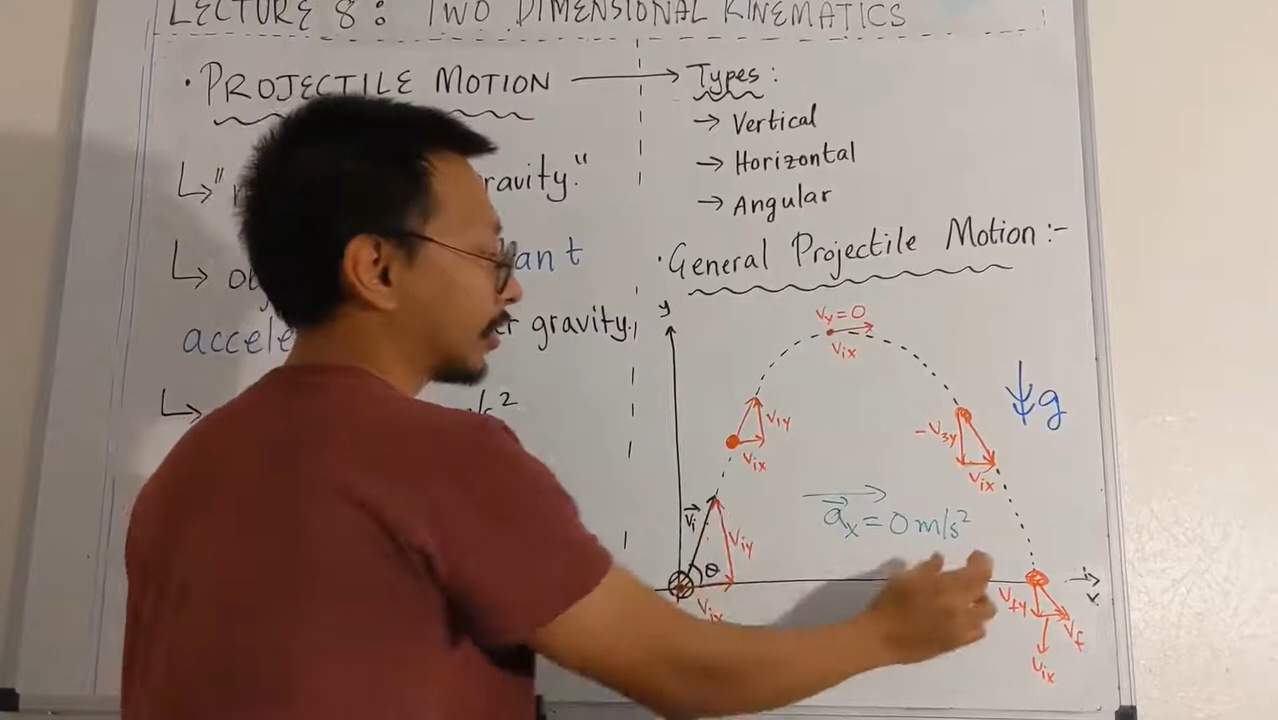 LECTURE 8: TWO DIMENSIONAL KINEMATICS
• PROJECTILE MOTION → Types:
→ Vertical
→ Horizontal
→ Angular
ravity."
ant
accele
gravity.
• General Projectile Motion:-
y
Vy=0
Vix
V1y
Vix
-V3y
Vix
g
Vi
Viy
θ
Vix
ax = 0 m/s²
x
Vfy
Vf
Vix